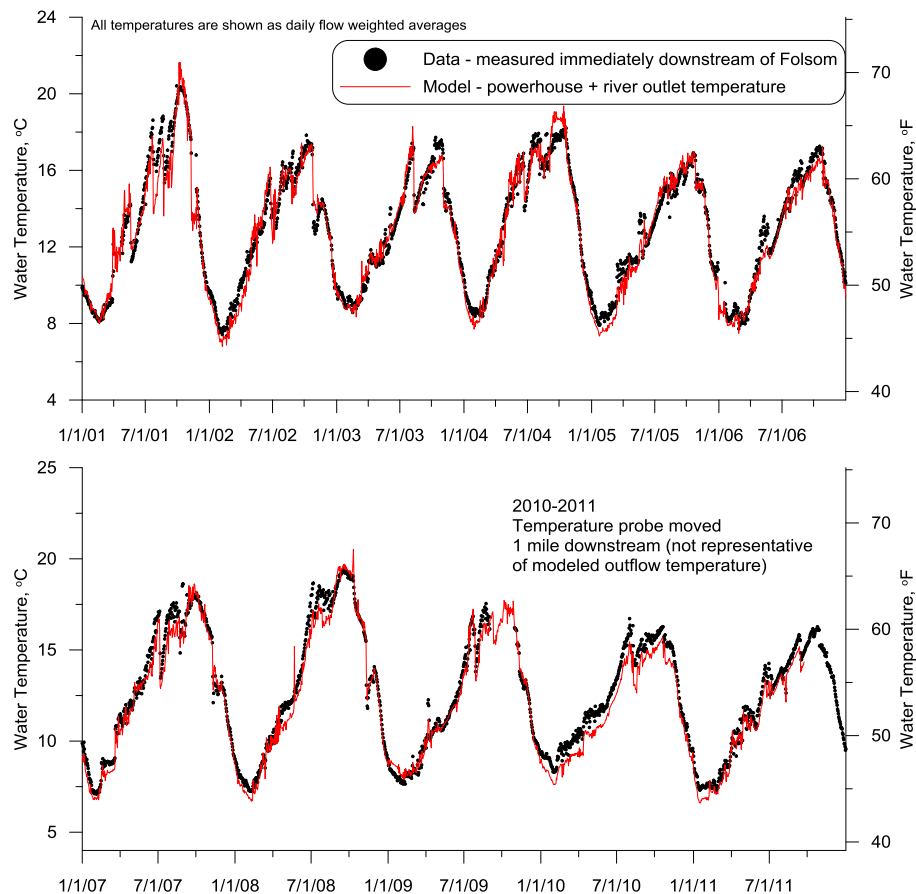 24
All temperatures are shown as daily flow weighted averages
Data - measured immediately downstream of Folsom
Model - powerhouse + river outlet temperature
20
16
12
8
4
Water Temperature, °C
70
60
50
40
Water Temperature, °F
1/1/01 7/1/01 1/1/02 7/1/02 1/1/03 7/1/03 1/1/04 7/1/04 1/1/05 7/1/05 1/1/06 7/1/06
25
20
15
10
5
Water Temperature, °C
2010-2011
Temperature probe moved
1 mile downstream (not representative
of modeled outflow temperature)
70
60
50
40
Water Temperature, °F
1/1/07 7/1/07 1/1/08 7/1/08 1/1/09 7/1/09 1/1/10 7/1/10 1/1/11 7/1/11